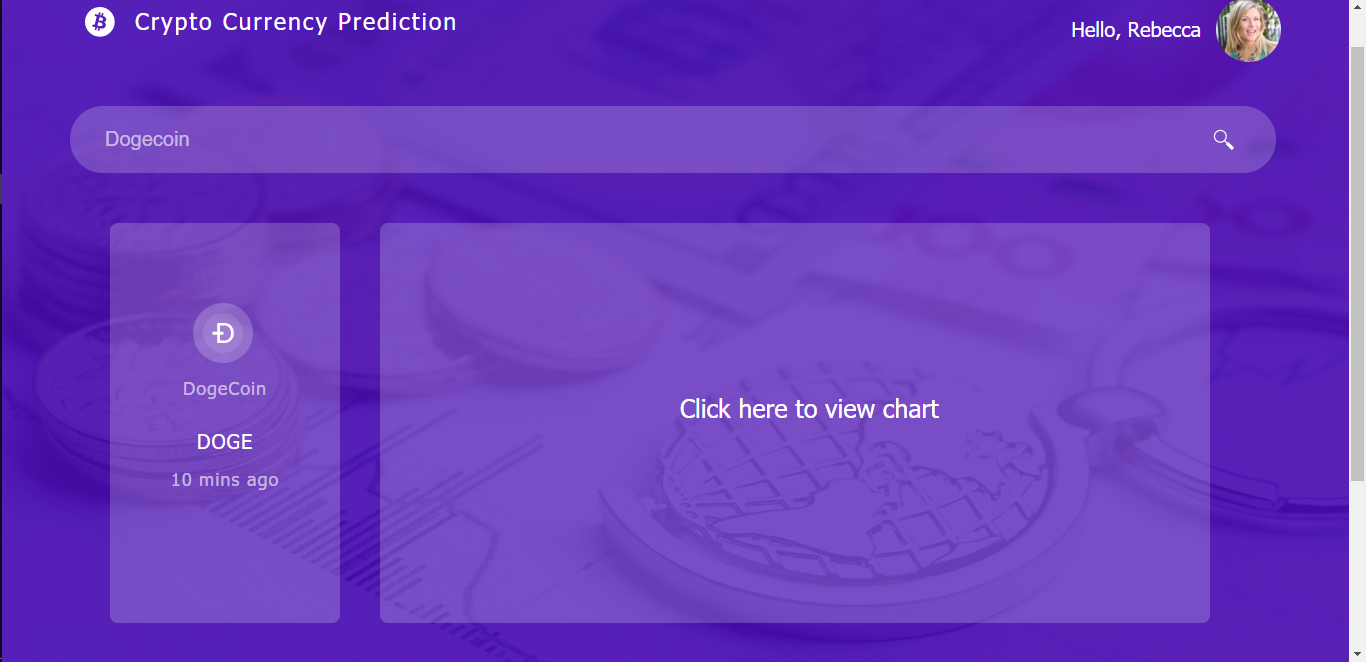 Crypto Currency Prediction
Hello, Rebecca
Dogecoin
DogeCoin
DOGE
10 mins ago
Click here to view chart